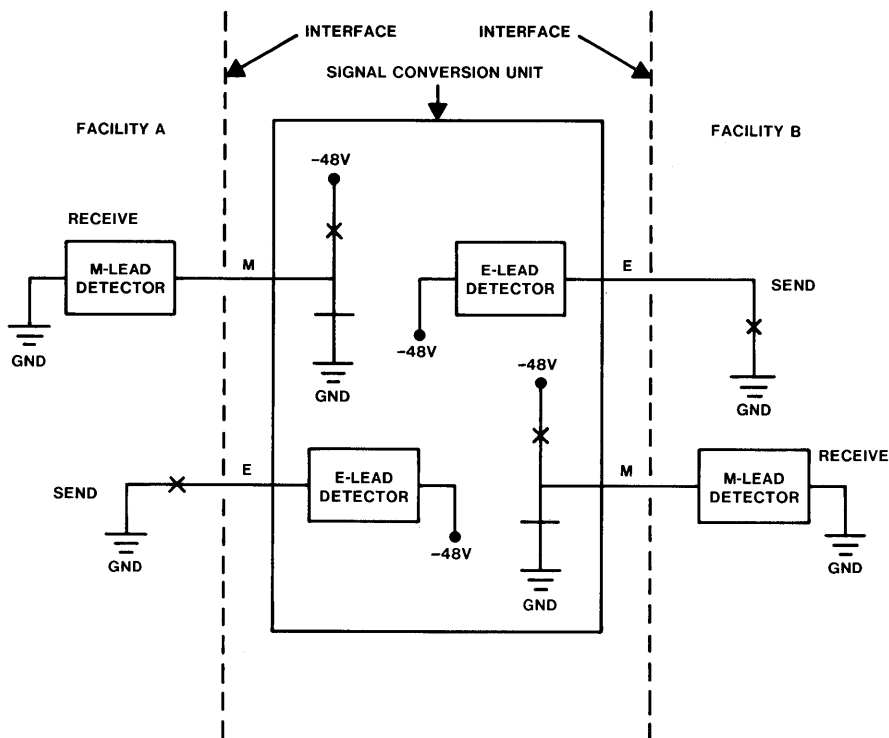 INTERFACE
INTERFACE
SIGNAL CONVERSION UNIT
FACILITY A
FACILITY B
-48V
RECEIVE
M-LEAD
DETECTOR
M
GND
GND
E-LEAD
DETECTOR
E
SEND
-48V
GND
-48V
SEND
E
GND
E-LEAD
DETECTOR
-48V
M
RECEIVE
M-LEAD
DETECTOR
GND
GND